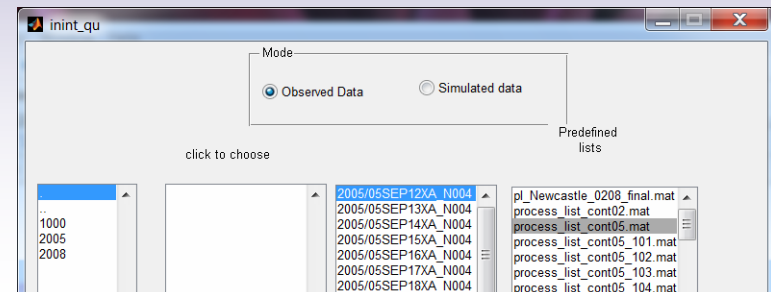 inint_qu
Mode
Observed Data
Simulated data
Predefined
lists
click to choose
.
..
1000
2005
2008
2005/05SEP12XA_N004
2005/05SEP13XA_N004
2005/05SEP14XA_N004
2005/05SEP15XA_N004
2005/05SEP16XA_N004
2005/05SEP17XA_N004
2005/05SEP18XA_N004
pl_Newcastle_0208_final.mat
process_list_cont02.mat
process_list_cont05.mat
process_list_cont05_101.mat
process_list_cont05_102.mat
process_list_cont05_103.mat
process_list_cont05_104.mat